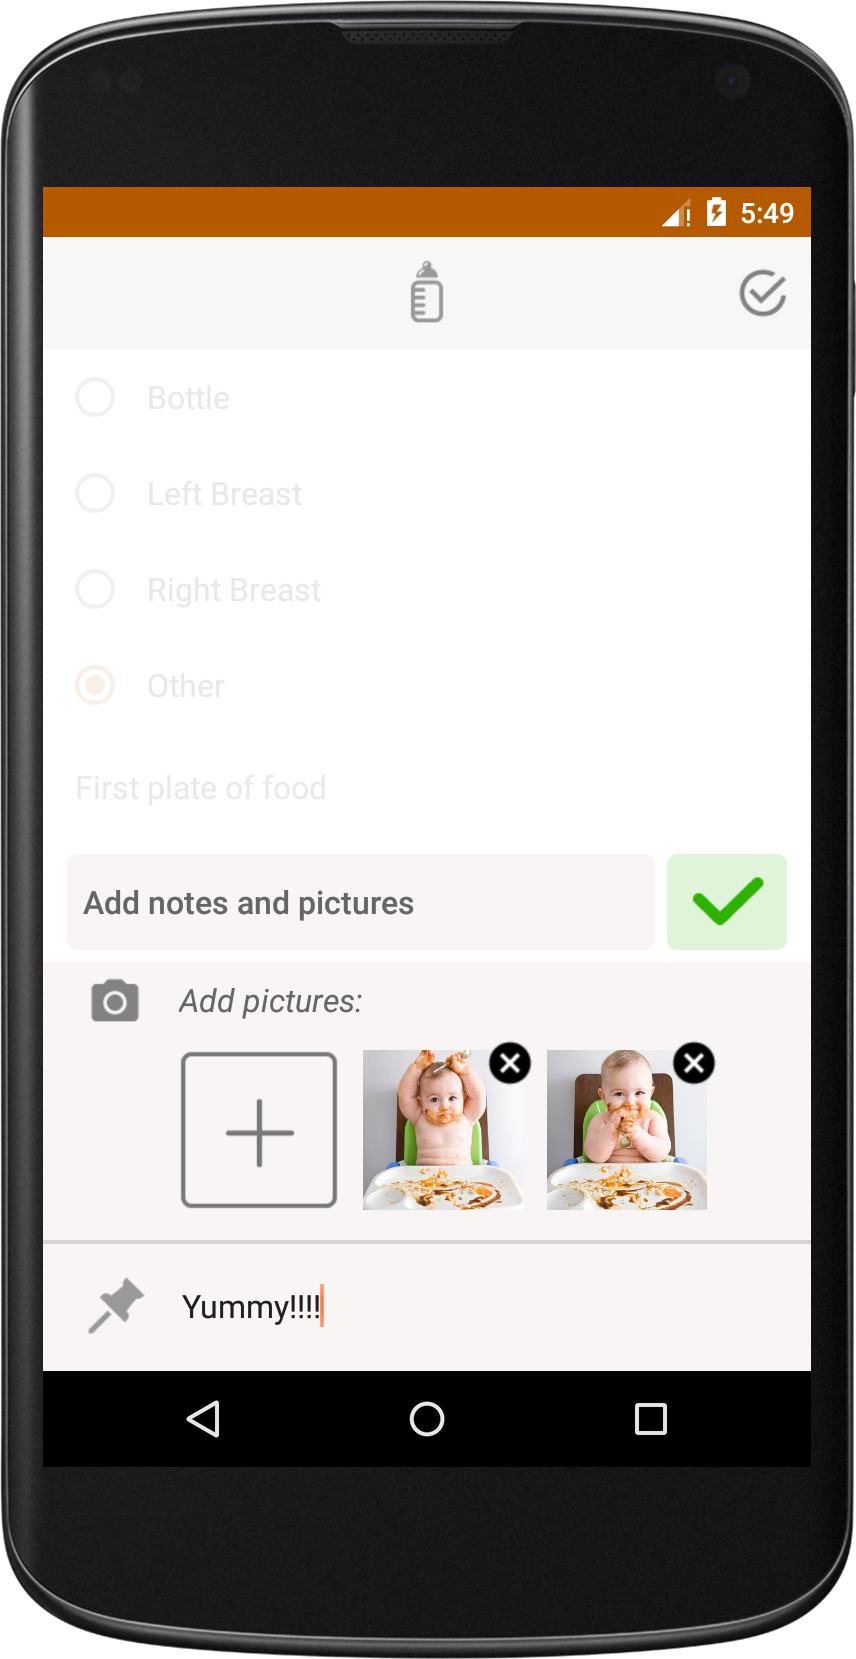 5:49
Bottle
Left Breast
Right Breast
Other
First plate of food
Add notes and pictures
Add pictures:
Yummy!!!!